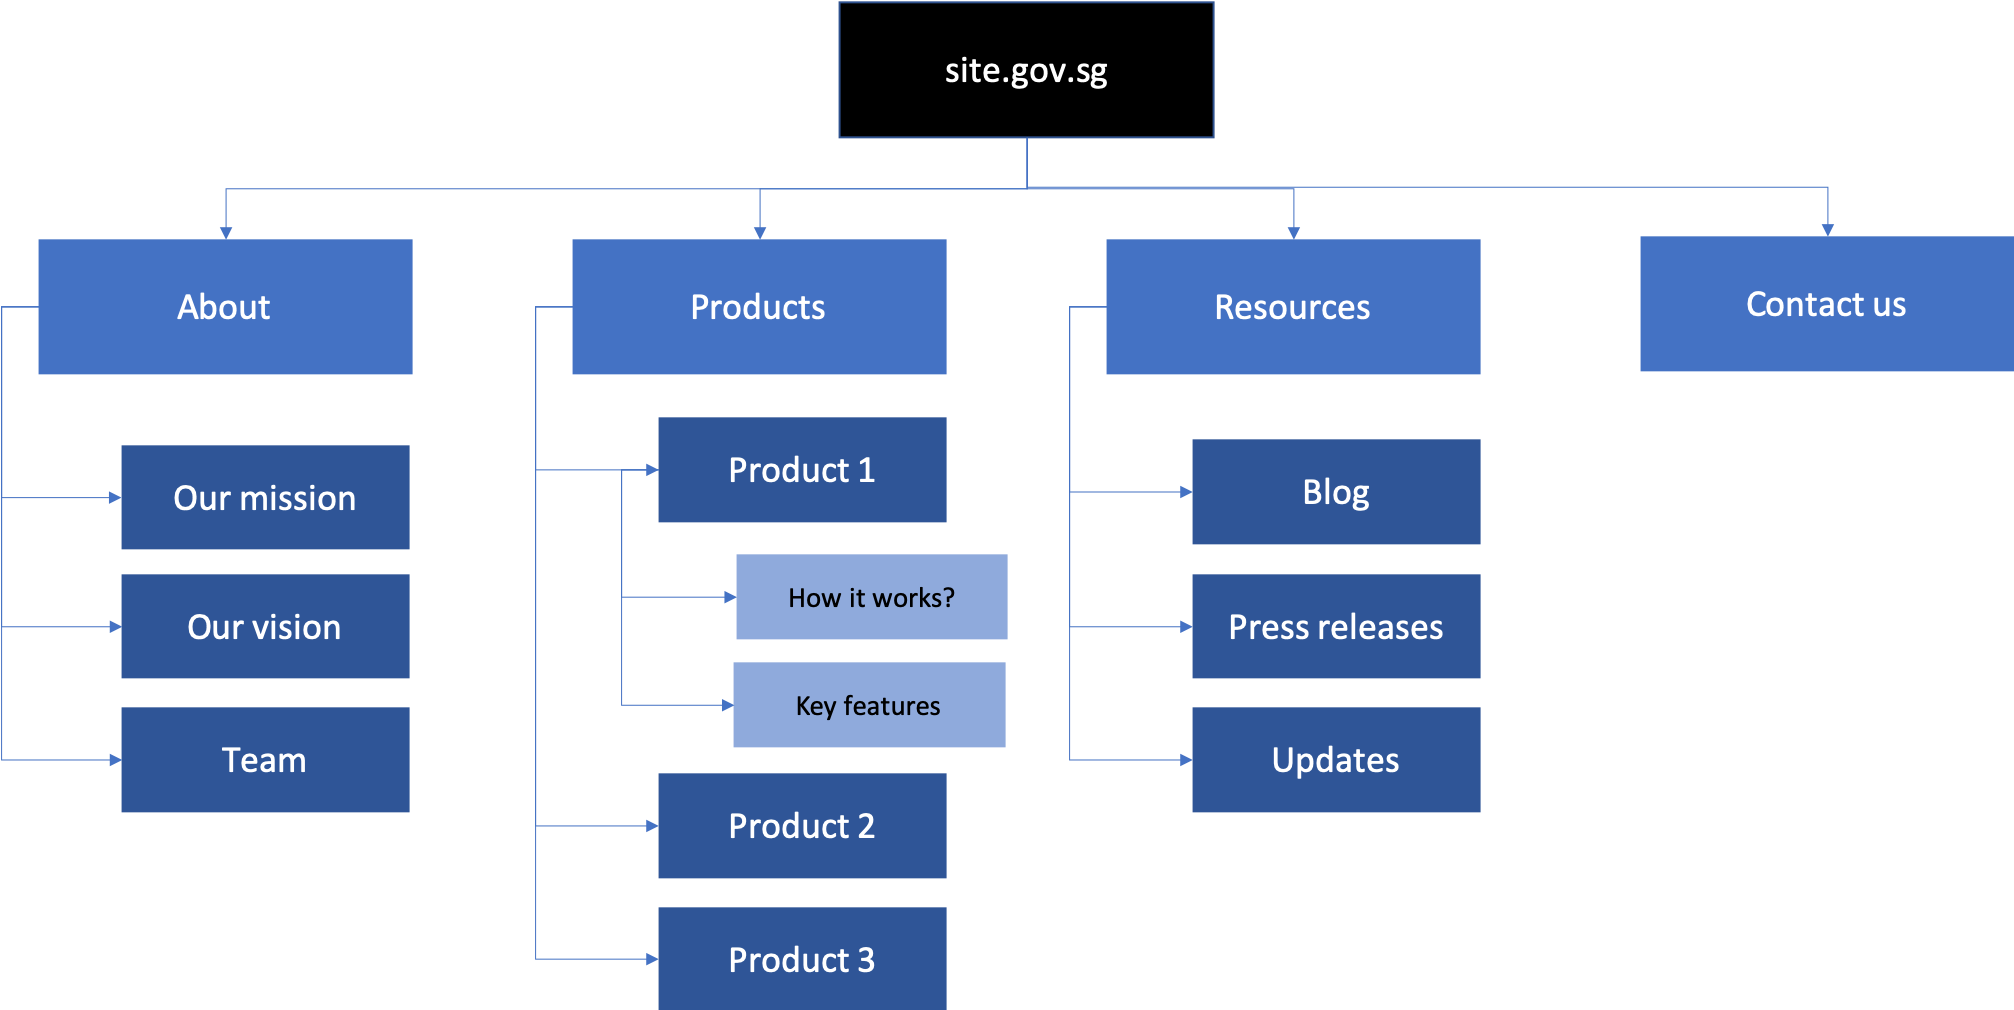 site.gov.sg
About
Products
Resources
Contact us
Our mission
Our vision
Team
Product 1
How it works?
Key features
Product 2
Product 3
Blog
Press releases
Updates